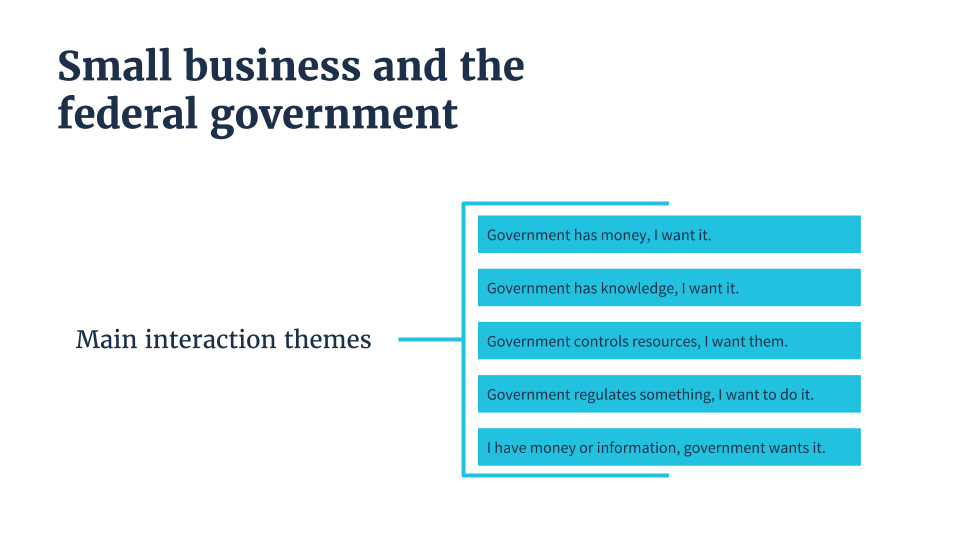 Small business and the
federal government
Main interaction themes
Government has money, I want it.
Government has knowledge, I want it.
Government controls resources, I want them.
Government regulates something, I want to do it.
I have money or information, government wants it.